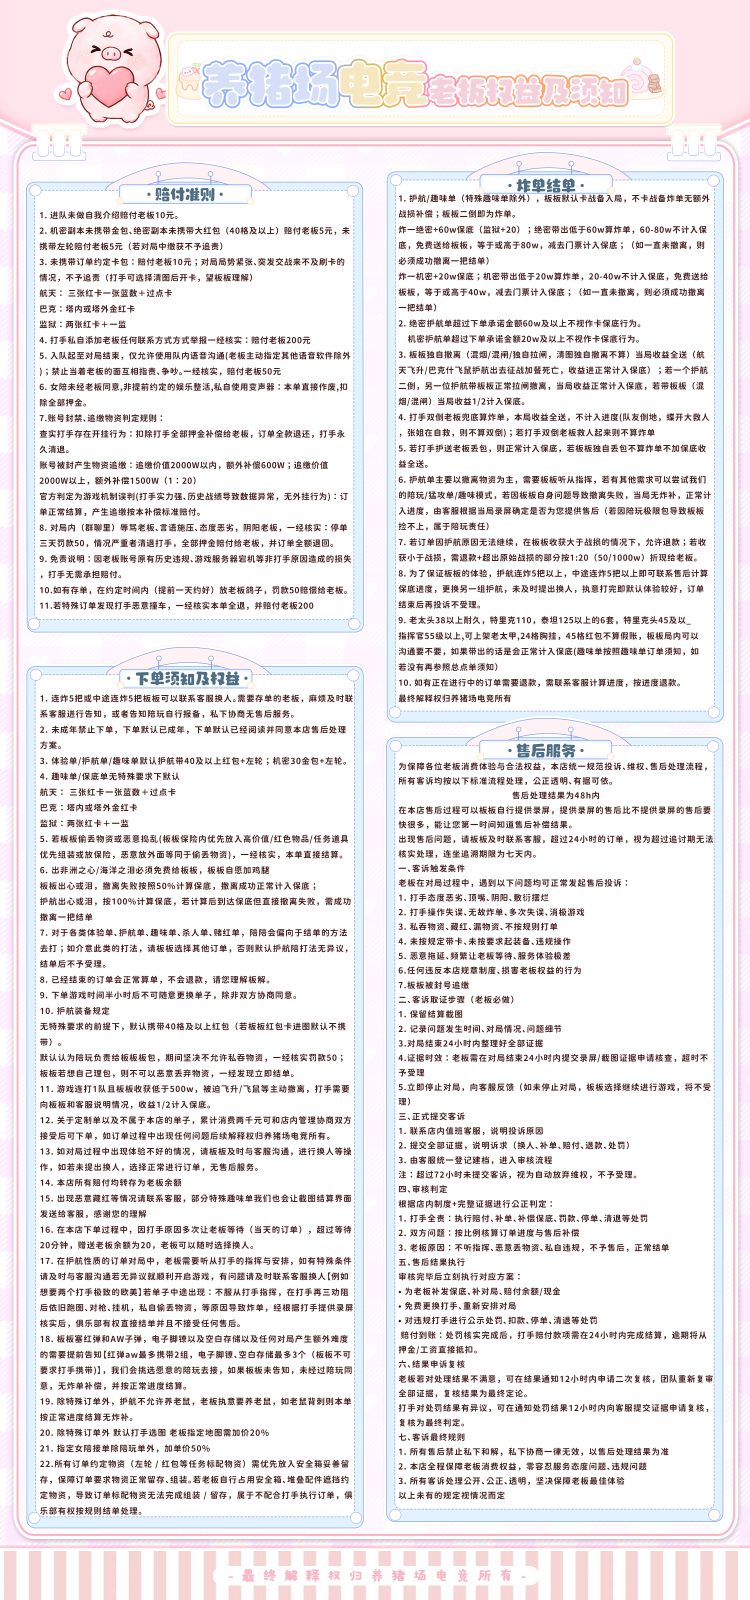 养猪场电竞老板权益及须知
赔付准则
1. 进队未做自我介绍赔付老板10元。
2. 机密副本未携带金包、绝密副本未携带大红包（40格及以上）赔付老板5元，未
携带左轮赔付老板5元（若对局中缴获不予追责）
3. 未携带订单约定卡包：赔付老板10元；对局局势紧张、突发交战来不及刷卡的
情况，不予追责（打手可选择清图后开卡，望板板理解）
航天： 三张红卡一张蓝数＋过点卡
巴克：塔内或塔外金红卡
监狱：两张红卡＋一监
4. 打手私自添加老板任何联系方式方式举报一经核实：赔付老板200元
5. 入队起至对局结束，仅允许使用队内语音沟通(老板主动指定其他语音软件除外
)；禁止当着老板的面互相指责、争吵。一经核实，赔付老板50元
6. 女陪未经老板同意,非提前约定的娱乐整活,私自使用变声器：本单直接作废,扣
除全部押金。
7.账号封禁、追缴物资判定规则：
查实打手存在开挂行为：扣除打手全部押金补偿给老板，订单全款退还，打手永
久清退。
账号被封产生物资追缴：追缴价值2000W以内，额外补偿600W；追缴价值
2000W以上，额外补偿1500W（1：20）
官方判定为游戏机制误判(打手实力强、历史战绩导致数据异常，无外挂行为)：订
单正常结算，产生追缴按本补偿标准赔付。
8. 对局内（群聊里）辱骂老板、言语施压、态度恶劣，阴阳老板，一经核实：停单
三天罚款50，情况严重者清退打手，全部押金赔付给老板，并订单全额退回。
9. 免责说明：因老板账号原有历史违规、游戏服务器宕机等非打手原因造成的损失
，打手无需承担赔付。
10.如有存单，在约定时间内（提前一天约好）放老板鸽子，罚款50赔偿给老板。
11.若特殊订单发现打手恶意撞车，一经核实本单全退，并赔付老板200
下单须知及权益
1. 连炸5把或中途连炸5把板板可以联系客服换人。需要存单的老板，麻烦及时联
系客服进行告知，或者告知陪玩自行报备，私下协商无售后服务。
2. 未成年禁止下单，下单默认已成年，下单默认已经阅读并同意本店售后处理
方案。
3. 体验单/护航单/趣味单默认护航带40及以上红包+左轮；机密30金包+左轮。
4. 趣味单/保底单无特殊要求下默认
航天： 三张红卡一张蓝数＋过点卡
巴克：塔内或塔外金红卡
监狱：两张红卡＋一监
5. 若板板偷丢物资或恶意捣乱(板板保险内优先放入高价值/红色物品/任务道具
优先组装或放保险，恶意放外面等同于偷丢物资)，一经核实，本单直接结算。
6. 出非洲之心/海洋之泪必须免费给板板，板板自愿加鸡腿
板板出心或泪，撤离失败按照50%计算保底，撤离成功正常计入保底；
护航出心或泪，按100%计算保底，若计算后到达保底但直接撤离失败，需成功
撤离一把结单
7. 对于各类体验单、护航单、趣味单、杀人单、赌红单，陪陪会偏向于结单的方法
去打；如介意此类的打法，请板板选择其他订单，否则默认护航陪打法无异议，
结单后不予受理。
8. 已经结束的订单会正常算单，不会退款，请您理解板解。
9. 下单游戏时间半小时后不可随意更换单子，除非双方协商同意。
10. 护航装备规定
无特殊要求的前提下，默认携带40格及以上红包（若板板红包卡进图默认不携
带）。
默认认为陪玩负责给板板板包，期间坚决不允许私吞物资，一经核实罚款50；
板板若想自己理包，则不可以恶意丢弃物资，一经发现立即结单。
11. 游戏连打1队且板板收获低于500w，被迫飞升/飞鼠等主动撤离，打手需要
向板板和客服说明情况，收益1/2计入保底。
12. 关于定制单以及不属于本店的单子，累计消费两千元可和店内管理协商双方
接受后可下单，如订单过程中出现任何问题后续解释权归养猪场电竞所有。
13. 如对局过程中出现体验不好的情况，请板板及时与客服沟通，进行换人等操
作，如若未提出换人，选择正常进行订单，无售后服务。
14. 本店所有赔付均转存为老板余额
15. 出现恶意藏红等情况请联系客服，部分特殊趣味单我们也会让截图结算界面
发送给客服，感谢您的理解
16. 在本店下单过程中，因打手原因多次让老板等待（当天的订单），超过等待
20分钟，赠送老板余额为20，老板可以随时选择换人。
17. 在护航性质的订单对局中，老板需要听从打手的指挥与安排，如有特殊条件
请及时与客服沟通若无异议就顺利开启游戏，有问题请及时联系客服换人【例如
想要两个打手极致的欧美】若单子中途出现：不服从打手指挥，在打手再三劝阻
后依旧跑图、对枪、挂机，私自偷丢物资，等原因导致炸单，经根据打手提供录屏
核实后，俱乐部有权直接结单并且不接受任何售后。
18. 板板塞红弹和AW子弹，电子脚镣以及空白存储以及任何对局产生额外难度
的需要提前告知【红弹aw最多携带2组，电子脚镣、空白存储最多3个（板板不可
要求打手携带)】，我们会挑选愿意的陪玩去接，如果板板未告知，未经过陪玩同
意，无炸单补偿，并按正常进度结算。
19. 除特殊订单外，护航不允许养老鼠，老板执意要养老鼠，如老鼠背刺则本单
按正常进度结算无炸补。
20. 除特殊订单外 默认打手选图 老板指定地图需加价20%
21. 指定女陪接单除陪玩单外，加单价50%
22.所有订单约定物资（左轮 / 红包等任务标配物资）需优先放入安全箱妥善留
存，保障订单要求物资正常留存、组装。若老板自行占用安全箱、堆叠配件遮挡约
定物资，导致订单标配物资无法完成组装 / 留存，属于不配合打手执行订单，俱
乐部有权按规则结单处理。
炸单结单
1. 护航/趣味单（特殊趣味单除外），板板默认卡战备入局，不卡战备炸单无额外
战损补偿；板板二倒即为炸单。
炸一绝密+60w保底（监狱+20）；绝密带出低于60w算炸单，60-80w不计入保
底，免费送给板板，等于或高于80w，减去门票计入保底；（如一直未撤离，则
必须成功撤离一把结单）
炸一机密+20w保底；机密带出低于20w算炸单，20-40w不计入保底，免费送给
板板，等于或高于40w，减去门票计入保底；（如一直未撤离，则必须成功撤离
一把结单）
2. 绝密护航单超过下单承诺金额60w及以上不视作卡保底行为。
机密护航单超过下单承诺金额20w及以上不视作卡保底行为。
3. 板板独自撤离（混烟/混闸/独自拉闸，清图独自撤离不算）当局收益全送（航
天飞升/巴克什飞鼠护航出去征战加餐死亡，收益进正常计入保底）；若一个护航
二倒，另一位护航带板板正常拉闸撤离，当局收益正常计入保底，若带板板（混
烟/混闸）当局收益1/2计入保底。
4. 打手双倒老板兜底算炸单，本局收益全送，不计入进度(队友倒地，蝶开大救人
，张姐在自救，则不算双倒)；若打手双倒老板救人起来则不算炸单
5. 若打手护送老板丢包，则正常计入保底，若板板独自丢包不算炸单不加保底收
益全送。
6. 护航单主要以撤离物资为主，需要板板听从指挥，若有其他需求可以尝试我们
的陪玩/猛攻单/趣味模式，若因板板自身问题导致撤离失败，当局无炸补，正常计
入进度，由客服根据当局录屏确定是否为您提供售后（若因陪玩极限包导致板板
捡不上，属于陪玩责任）
7. 若订单因护航原因无法继续，在板板收获大于战损的情况下，允许退款；若收
获小于战损，需退款+超出原始战损的部分按1:20（50/1000w）折现给老板。
8. 为了保证板板的体验，护航连炸5把以上，中途连炸5把以上即可联系售后计算
保底进度，更换另一组护航，未及时提出换人，执意打完即默认体验较好，订单
结束后再投诉不受理。
9. 老太头38以上耐久，特里克110，泰坦125以上的6套，特里克头45及以_
指挥官55级以上,可上架老太甲,24格胸挂，45格红包不算假账，板板局内可以
沟通要不要，如果带出的话是会正常计入保底(趣味单按照趣味单订单须知，如
若没有再参照总点单须知)
10. 如有正在进行中的订单需要退款，需联系客服计算进度，按进度退款。
最终解释权归养猪场电竞所有
售后服务
为保障各位老板消费体验与合法权益，本店统一规范投诉、维权、售后处理流程，
所有客诉均按以下标准流程处理，公正透明、有据可依。
售后处理结果为48h内
在本店售后过程可以板板自行提供录屏，提供录屏的售后比不提供录屏的售后要
快很多，能让您第一时间知道售后补偿结果。
出现售后问题，请板板及时联系客服，超过24小时的订单，视为超过追讨期无法
核实处理，连坐追溯期限为七天内。
一、客诉触发条件
老板在对局过程中，遇到以下问题均可正常发起售后投诉：
1. 打手态度恶劣、顶嘴、阴阳、敷衍摆烂
2. 打手操作失误、无故炸单、多次失误、消极游戏
3. 私吞物资、藏红、漏物资、不按规则打单
4. 未按规定带卡、未按要求起装备、违规操作
5. 恶意拖延、频繁让老板等待、服务体验极差
6.任何违反本店规章制度、损害老板权益的行为
7.板板被封号追缴
二、客诉取证步骤（老板必做）
1. 保留结算截图
2. 记录问题发生时间、对局情况、问题细节
3.对局结束24小时内整理好全部证据
4.证据时效：老板需在对局结束24小时内提交录屏/截图证据申请核查，超时不
予受理
5.立即停止对局，向客服反馈（如未停止对局，板板选择继续进行游戏，将不受
理）
三、正式提交客诉
1. 联系店内值班客服，说明投诉原因
2. 提交全部证据，说明诉求（换人、补单、赔付、退款、处罚）
3. 由客服统一登记建档，进入审核流程
注：超过72小时未提交客诉，视为自动放弃维权，不予受理。
四、审核判定
根据店内制度+完整证据进行公正判定：
1. 打手全责：执行赔付、补单、补偿保底、罚款、停单、清退等处罚
2. 双方问题：按比例核算订单进度与售后补偿
3. 老板原因：不听指挥、恶意丢物资、私自违规，不予售后，正常结单
五、售后结果执行
审核完毕后立刻执行对应方案：
• 为老板补发保底、补对局、赔付余额/现金
• 免费更换打手、重新安排对局
• 对违规打手进行公示处罚、扣款、停单、清退等处罚
赔付到账：处罚核实完成后，打手赔付款项需在24小时内完成结算，逾期将从
押金/工资直接抵扣。
六、结果申诉复核
老板若对处理结果不满意，可在结果通知12小时内申请二次复核，团队重新复审
全部证据，复核结果为最终定论。
打手对处罚结果有异议，可在通知处罚结果12小时内向客服提交证据申请复核，
复核为最终判定。
七、客诉最终规则
1. 所有售后禁止私下和解，私下协商一律无效，以售后处理结果为准
2. 本店全程保障老板消费权益，零容忍服务态度问题、违规问题
3. 所有客诉处理公开、公正、透明，坚决保障老板最佳体验
以上未有的规定视情况而定
- 最终解释权归养猪场电竞所有 -